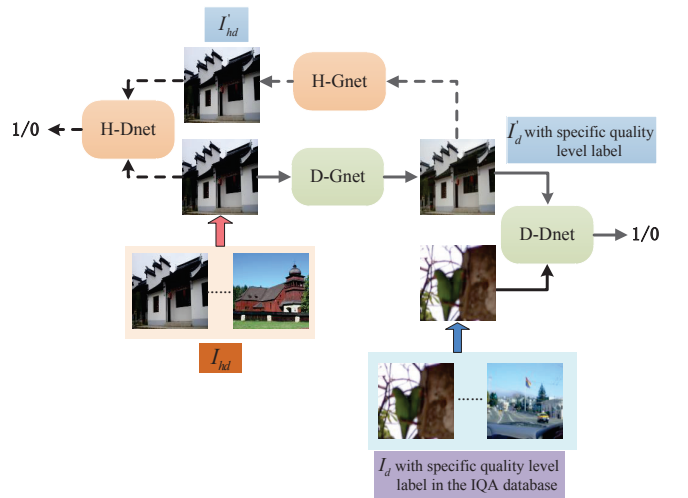 I'hd
H-Gnet
1/0
H-Dnet
I'd with specific quality
level label
D-Gnet
D-Dnet
1/0
......
Ihd
......
Id with specific quality level
label in the IQA database